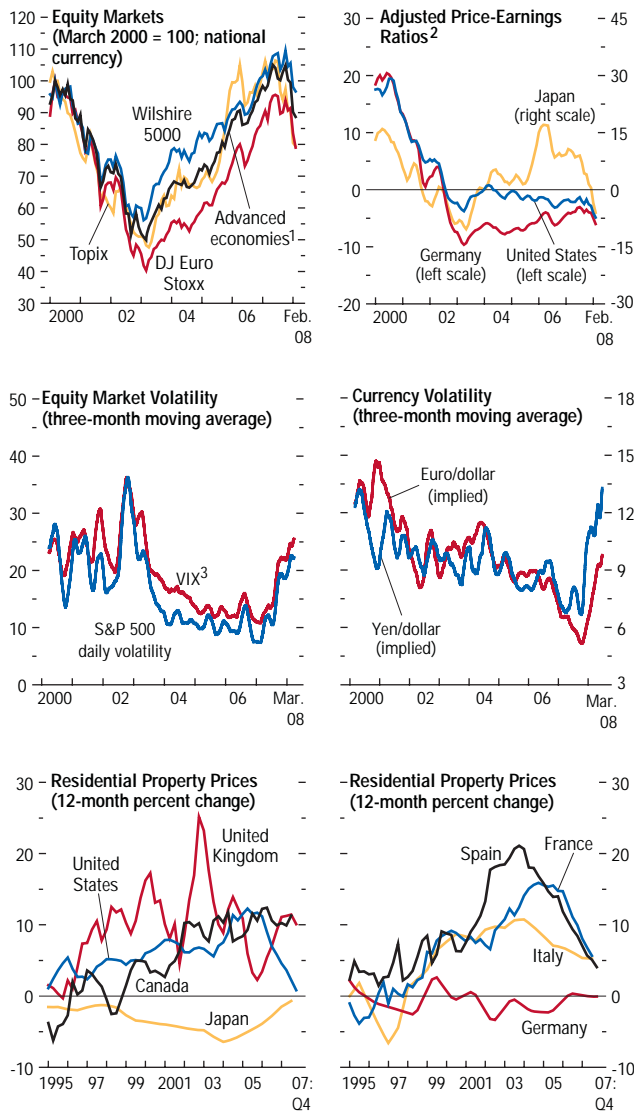 Equity Markets
(March 2000 = 100; national
currency)
120
110
100
90
80
70
60
50
40
30
Wilshire
5000
Topix
DJ Euro
Stoxx
Advanced
economies1
2000 02 04 06 Feb.
08
Adjusted Price-Earnings
Ratios2
30
20
10
0
-10
-20
45
30
15
0
-15
-30
Japan
(right scale)
Germany
(left scale)
United States
(left scale)
2000 02 04 06 Feb.
08
Equity Market Volatility
(three-month moving average)
50
40
30
20
10
0
VIX3
S&P 500
daily volatility
2000 02 04 06 Mar.
08
Currency Volatility
(three-month moving average)
18
15
12
9
6
3
Euro/dollar
(implied)
Yen/dollar
(implied)
2000 02 04 06 Mar.
08
Residential Property Prices
(12-month percent change)
30
20
10
0
-10
United
Kingdom
United
States
Canada
Japan
1995 97 99 2001 03 05 07:
Q4
Residential Property Prices
(12-month percent change)
30
20
10
0
-10
Spain
France
Italy
Germany
1995 97 99 2001 03 05 07:
Q4